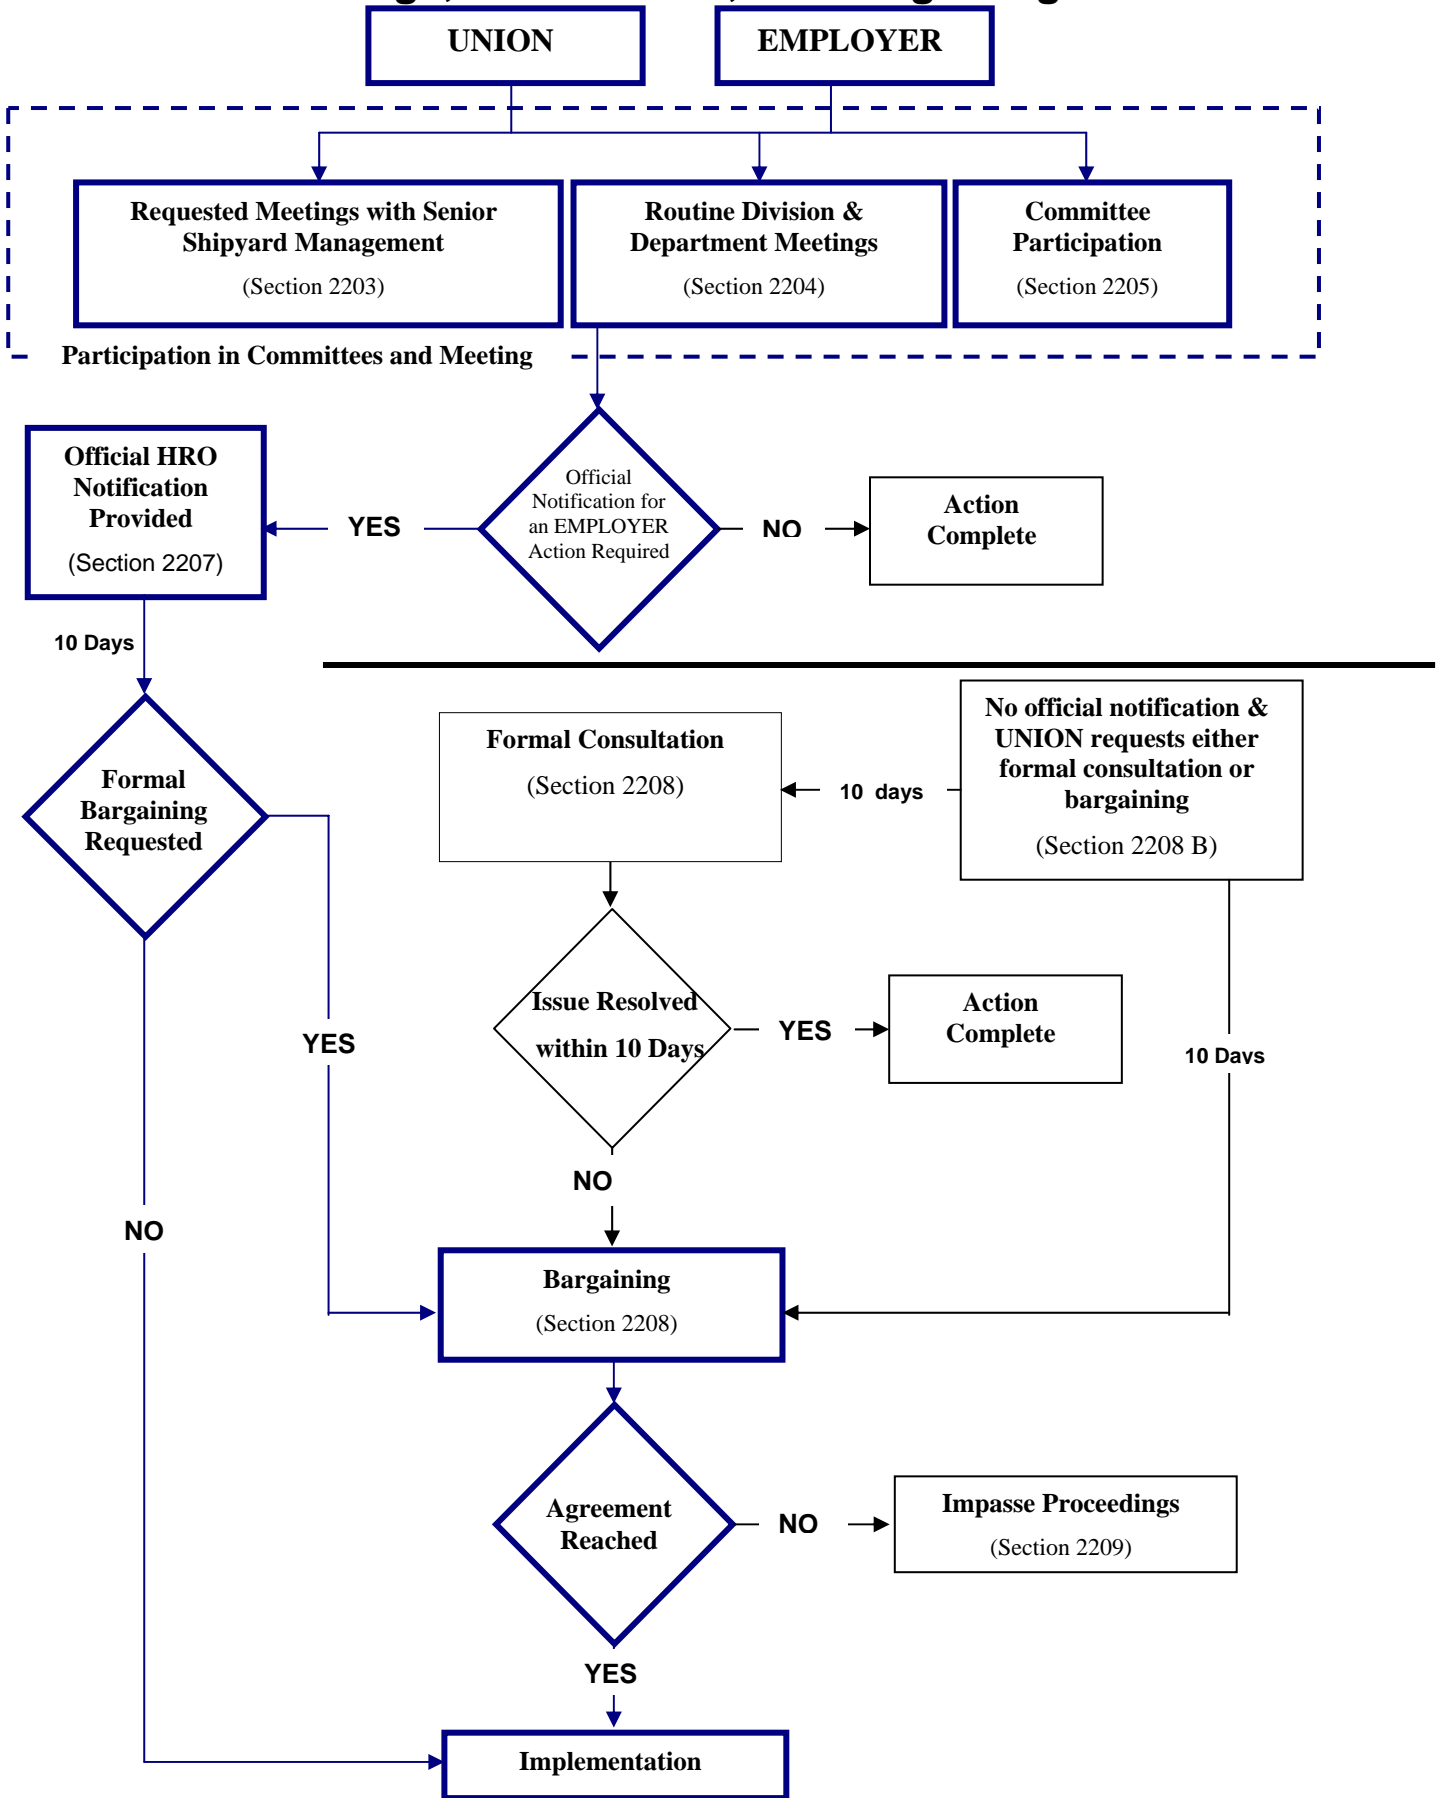 UNION
EMPLOYER
Requested Meetings with Senior
Shipyard Management
(Section 2203)
Routine Division &
Department Meetings
(Section 2204)
Committee
Participation
(Section 2205)
Participation in Committees and Meeting
Official HRO
Notification
Provided
(Section 2207)
YES
Official
Notification for
an EMPLOYER
Action Required
NO
Action
Complete
10 Days
Formal
Bargaining
Requested
Formal Consultation
(Section 2208)
10 days
No official notification &
UNION requests either
formal consultation or
bargaining
(Section 2208 B)
Issue Resolved
within 10 Days
YES
Action
Complete
YES
10 Days
NO
NO
Bargaining
(Section 2208)
Agreement
Reached
NO
Impasse Proceedings
(Section 2209)
YES
Implementation